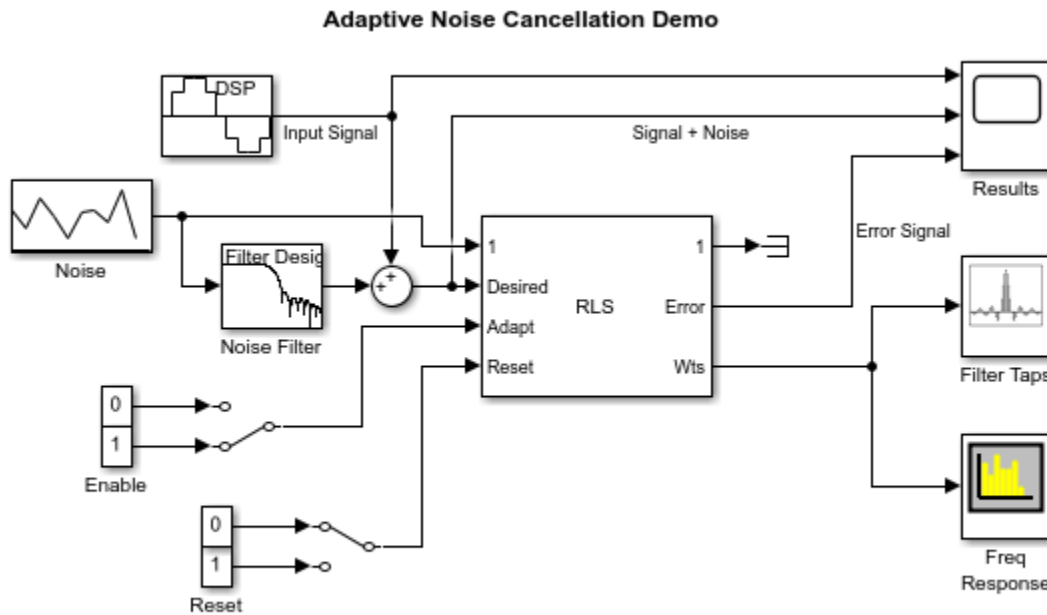 Adaptive Noise Cancellation Demo
DSP
Input Signal
Signal + Noise
Results
Noise
Filter Desig
Noise Filter
+
+
1
Desired
Adapt
Reset
RLS
1
Error
Wts
Error Signal
Filter Taps
0
1
Enable
0
1
Reset
Freq
Response